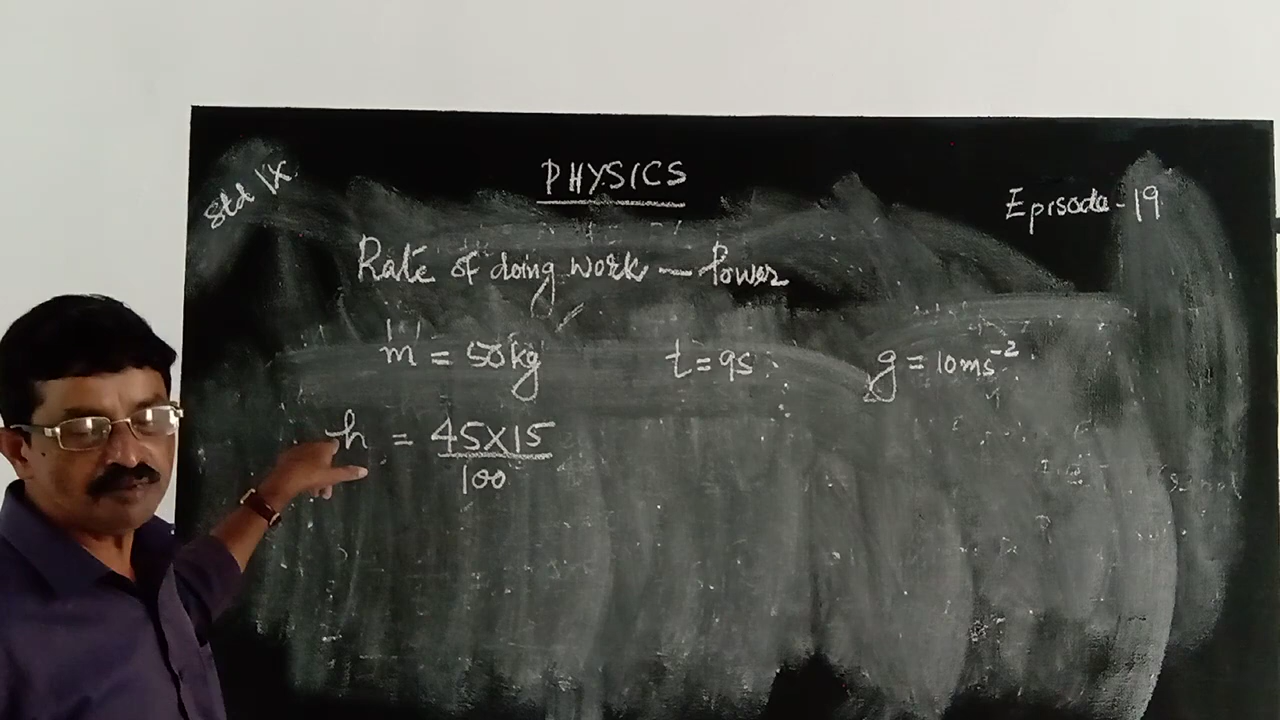 Std IX
PHYSICS
Episode-19
Rate of doing work — Power
m = 50kg t = 9s g = 10ms⁻²
h = 45×15
100